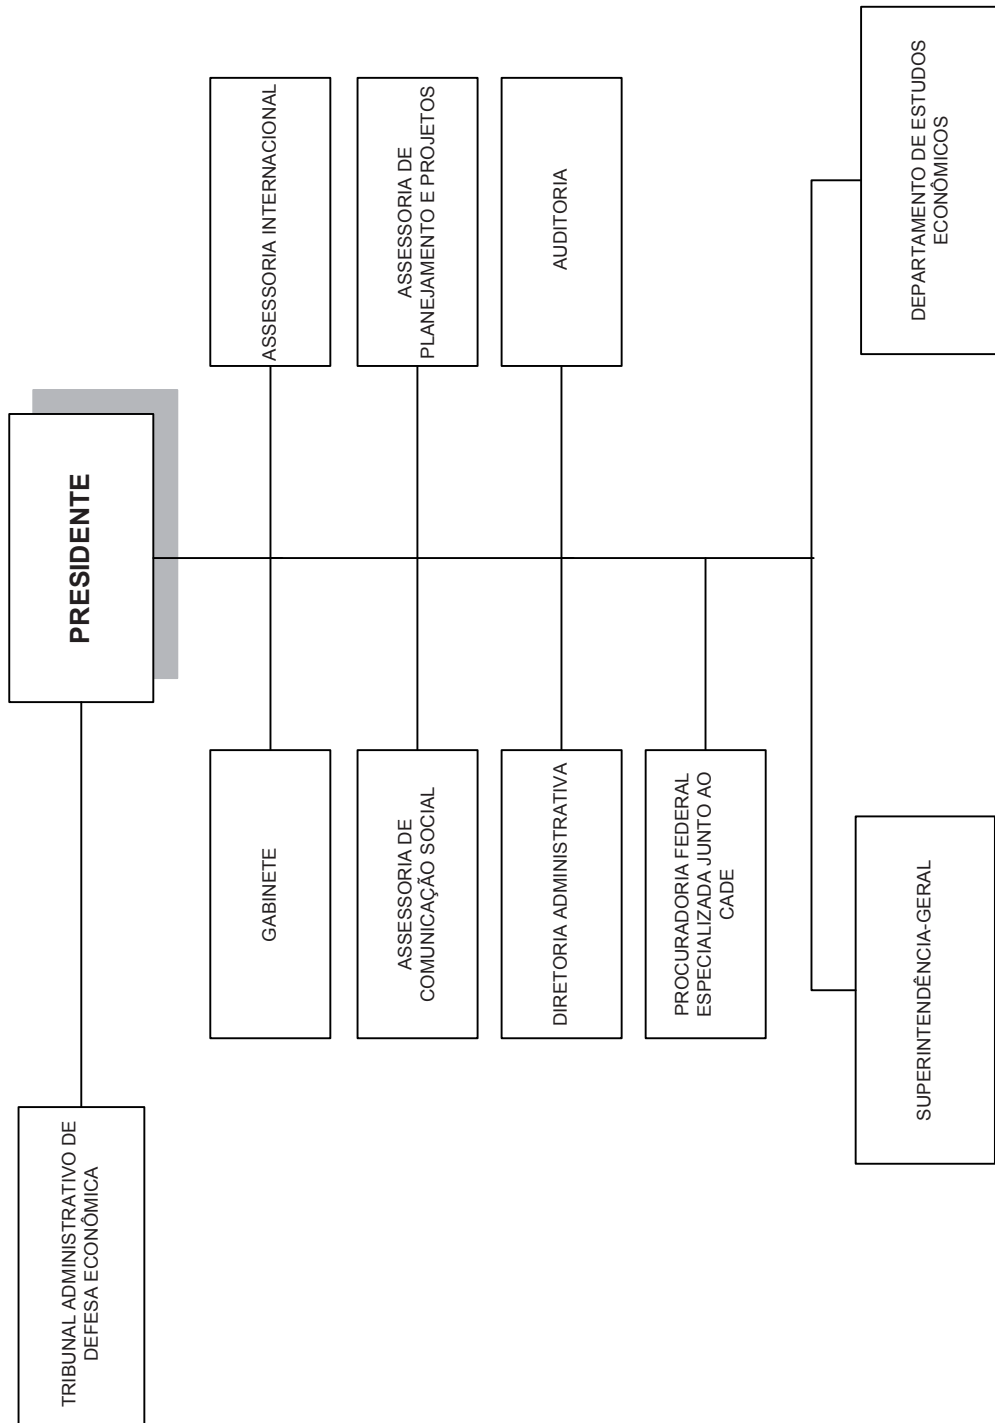 TRIBUNAL ADMINISTRATIVO DE
DEFESA ECONÔMICA
PRESIDENTE
GABINETE
ASSESSORIA INTERNACIONAL
ASSESSORIA DE
COMUNICAÇÃO SOCIAL
ASSESSORIA DE
PLANEJAMENTO E PROJETOS
DIRETORIA ADMINISTRATIVA
AUDITORIA
PROCURADORIA FEDERAL
ESPECIALIZADA JUNTO AO
CADE
SUPERINTENDÊNCIA-GERAL
DEPARTAMENTO DE ESTUDOS
ECONÔMICOS